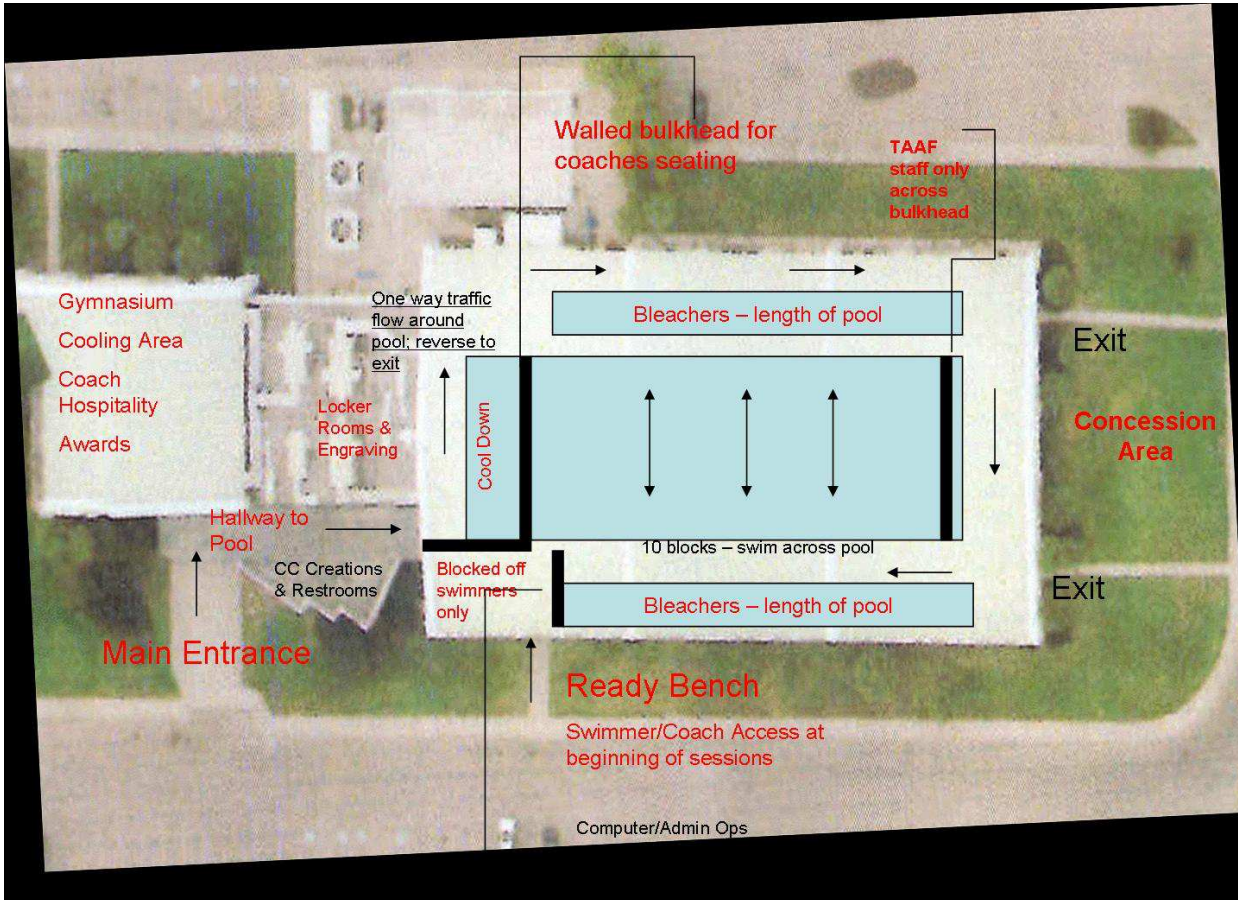 Walled bulkhead for
coaches seating
TAAF
staff only
across
bulkhead
Gymnasium
Cooling Area
Coach
Hospitality
Awards
One way traffic
flow around
pool; reverse to
exit
Bleachers – length of pool
Exit
Locker
Rooms &
Engraving
Cool Down
Concession
Area
Hallway to
Pool
10 blocks – swim across pool
CC Creations
& Restrooms
Blocked off
swimmers
only
Bleachers – length of pool
Exit
Main Entrance
Ready Bench
Swimmer/Coach Access at
beginning of sessions
Computer/Admin Ops